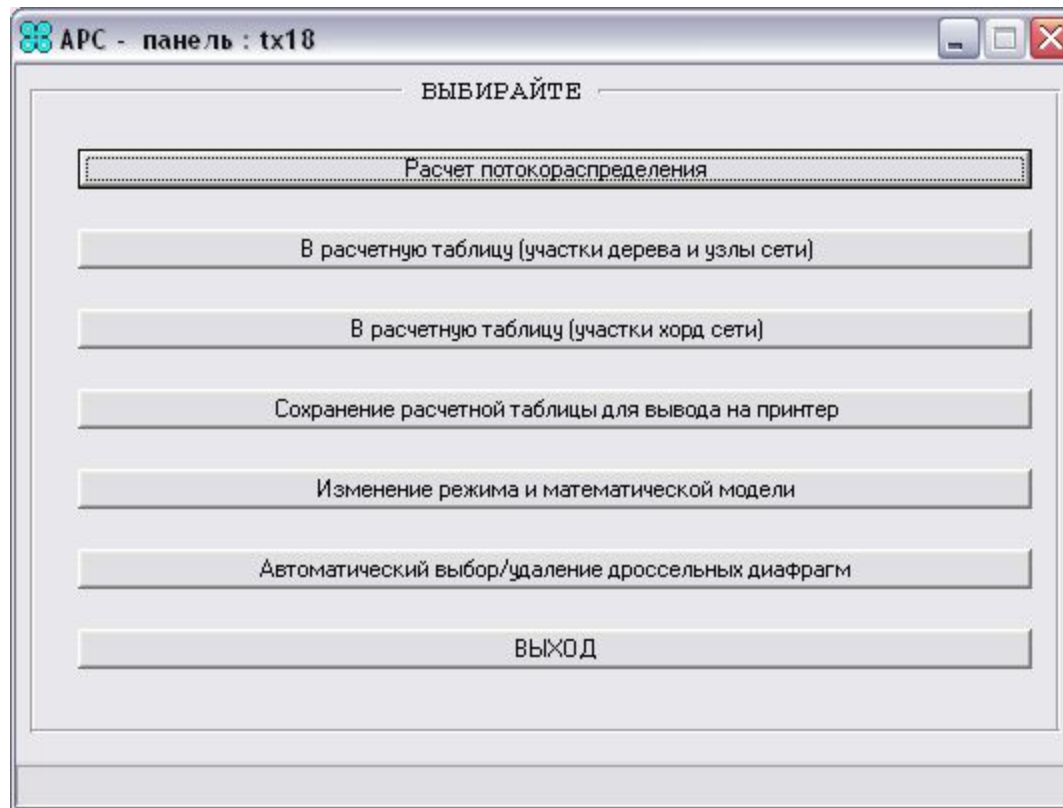 АРС - панель : tx18
ВЫБИРАЙТЕ
Расчет потокораспределения
В расчетную таблицу (участки дерева и узлы сети)
В расчетную таблицу (участки хорд сети)
Сохранение расчетной таблицы для вывода на принтер
Изменение режима и математической модели
Автоматический выбор/удаление дроссельных диафрагм
ВЫХОД